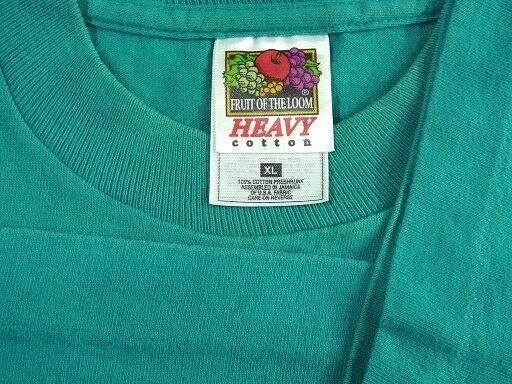 FRUIT OF THE LOOM
®
HEAVY
cotton
XL
100% COTTON PRESHRUNK
ASSEMBLED IN JAMAICA
OF U.S.A. FABRIC
CARE ON REVERSE